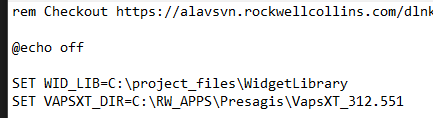 rem Checkout https://alavsvn.rockwellcollins.com/dlnk
@echo off
SET WID_LIB=C:\project_files\WidgetLibrary
SET VAPSXT_DIR=C:\RW_APPS\Presagis\VapsXT_312.551